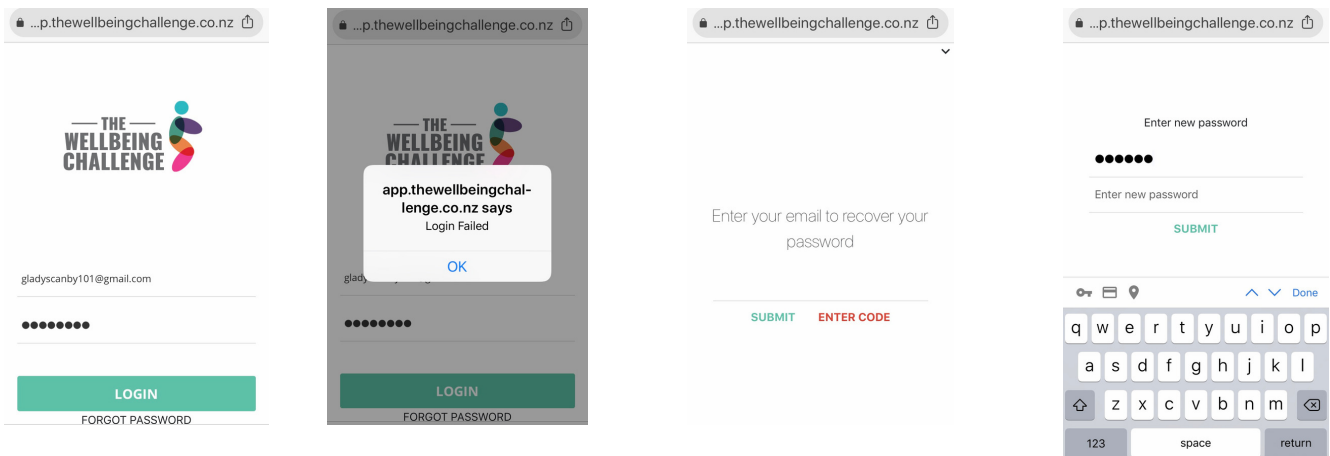 ...p.thewellbeingchallenge.co.nz
THE
WELLBEING
CHALLENGE
gladyscanby101@gmail.com
●●●●●●●●
LOGIN
FORGOT PASSWORD
...p.thewellbeingchallenge.co.nz
THE
WELLBEING
CHALLENGE
app.thewellbeingchal-
lenge.co.nz says
Login Failed
OK
glady
●●●●●●●●
LOGIN
FORGOT PASSWORD
...p.thewellbeingchallenge.co.nz
Enter your email to recover your
password
SUBMIT ENTER CODE
...p.thewellbeingchallenge.co.nz
Enter new password
●●●●●●
Enter new password
SUBMIT
Done
q w e r t y u i o p
a s d f g h j k l
z x c v b n m
123 space return